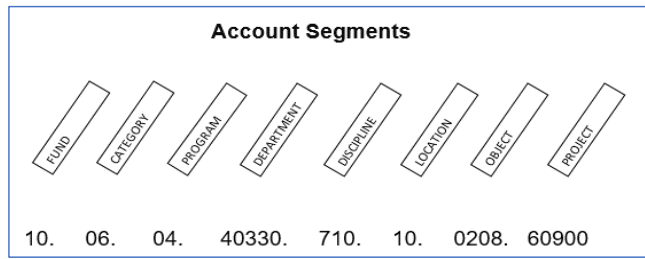 Account Segments
FUND CATEGORY PROGRAM DEPARTMENT DISCIPLINE LOCATION OBJECT PROJECT
10. 06. 04. 40330. 710. 10. 0208. 60900